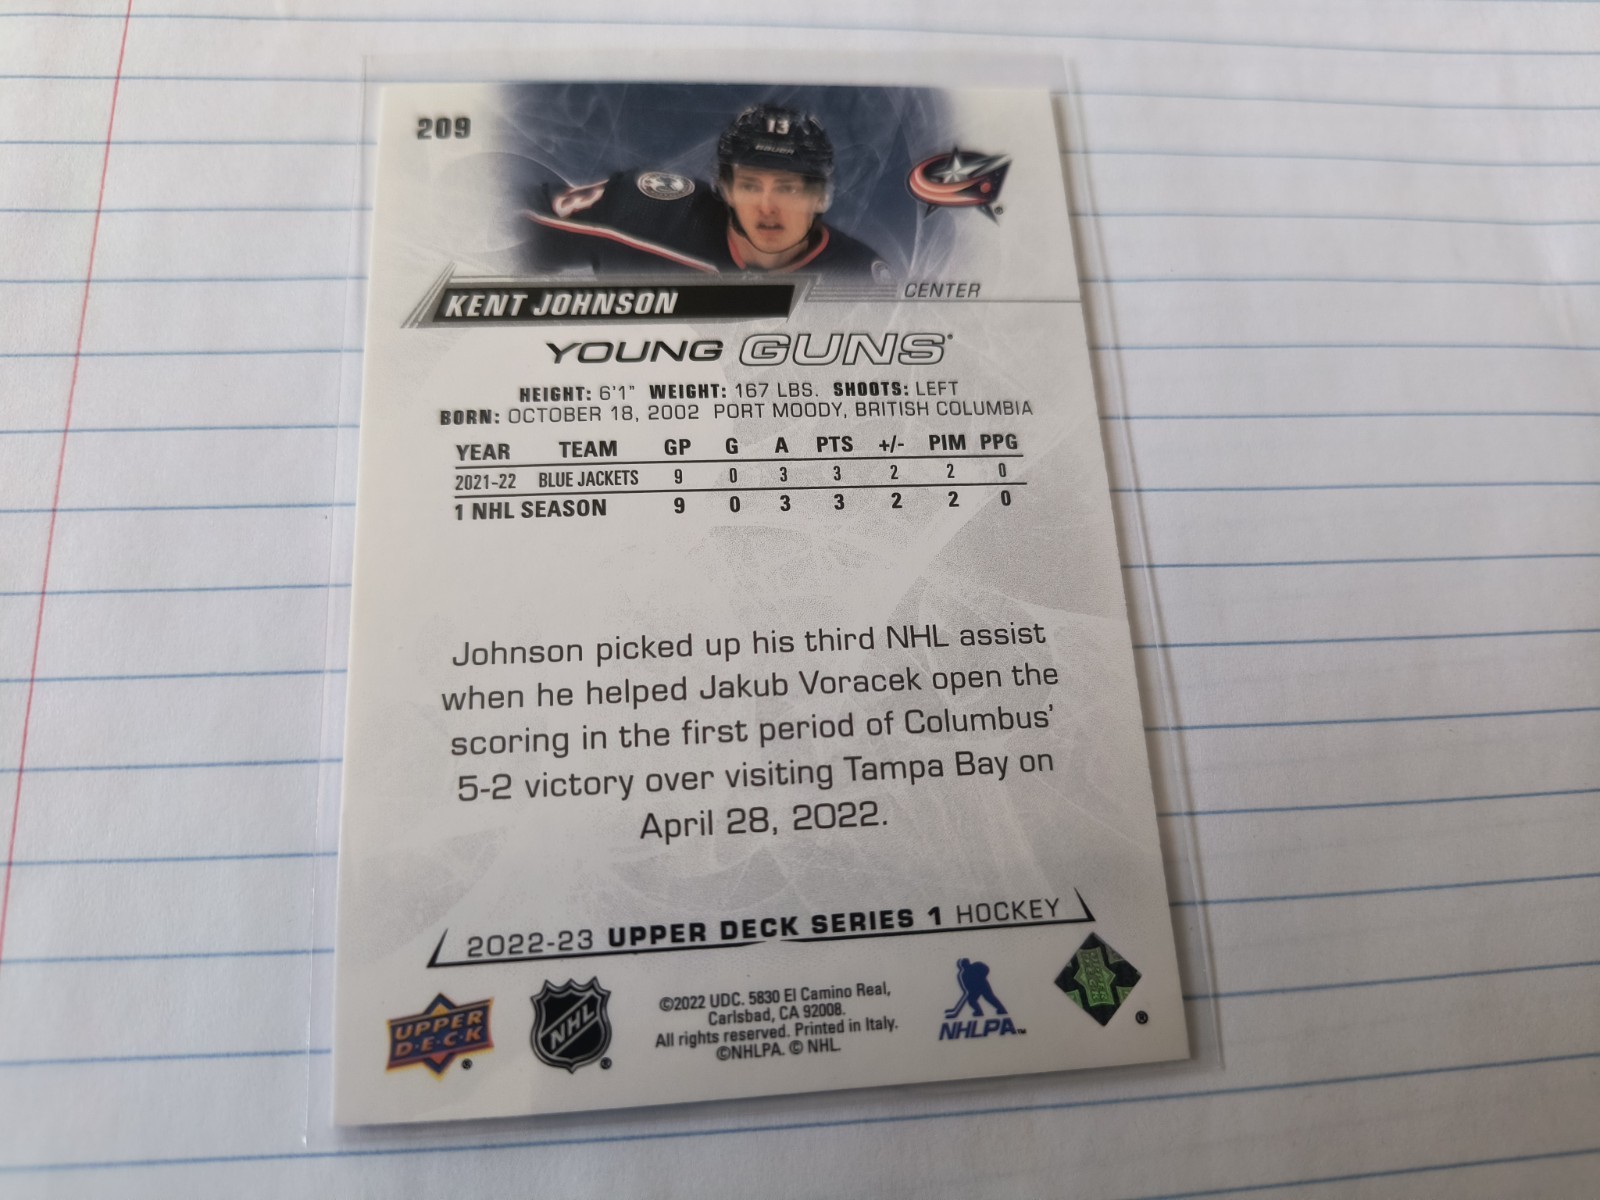 209
13
BAUER
KENT JOHNSON
CENTER
YOUNG GUNS®
HEIGHT: 6'1" WEIGHT: 167 LBS. SHOOTS: LEFT
BORN: OCTOBER 18, 2002 PORT MOODY, BRITISH COLUMBIA
YEAR TEAM GP G A PTS +/- PIM PPG
2021-22 BLUE JACKETS 9 0 3 3 2 2 0
1 NHL SEASON 9 0 3 3 2 2 0
Johnson picked up his third NHL assist
when he helped Jakub Voracek open the
scoring in the first period of Columbus'
5-2 victory over visiting Tampa Bay on
April 28, 2022.
2022-23 UPPER DECK SERIES 1 HOCKEY
UPPER
D·E·C·K
®
NHL
®
©2022 UDC. 5830 El Camino Real,
Carlsbad, CA 92008.
All rights reserved. Printed in Italy.
©NHLPA. © NHL.
NHLPA™
UPPER
DECK
®